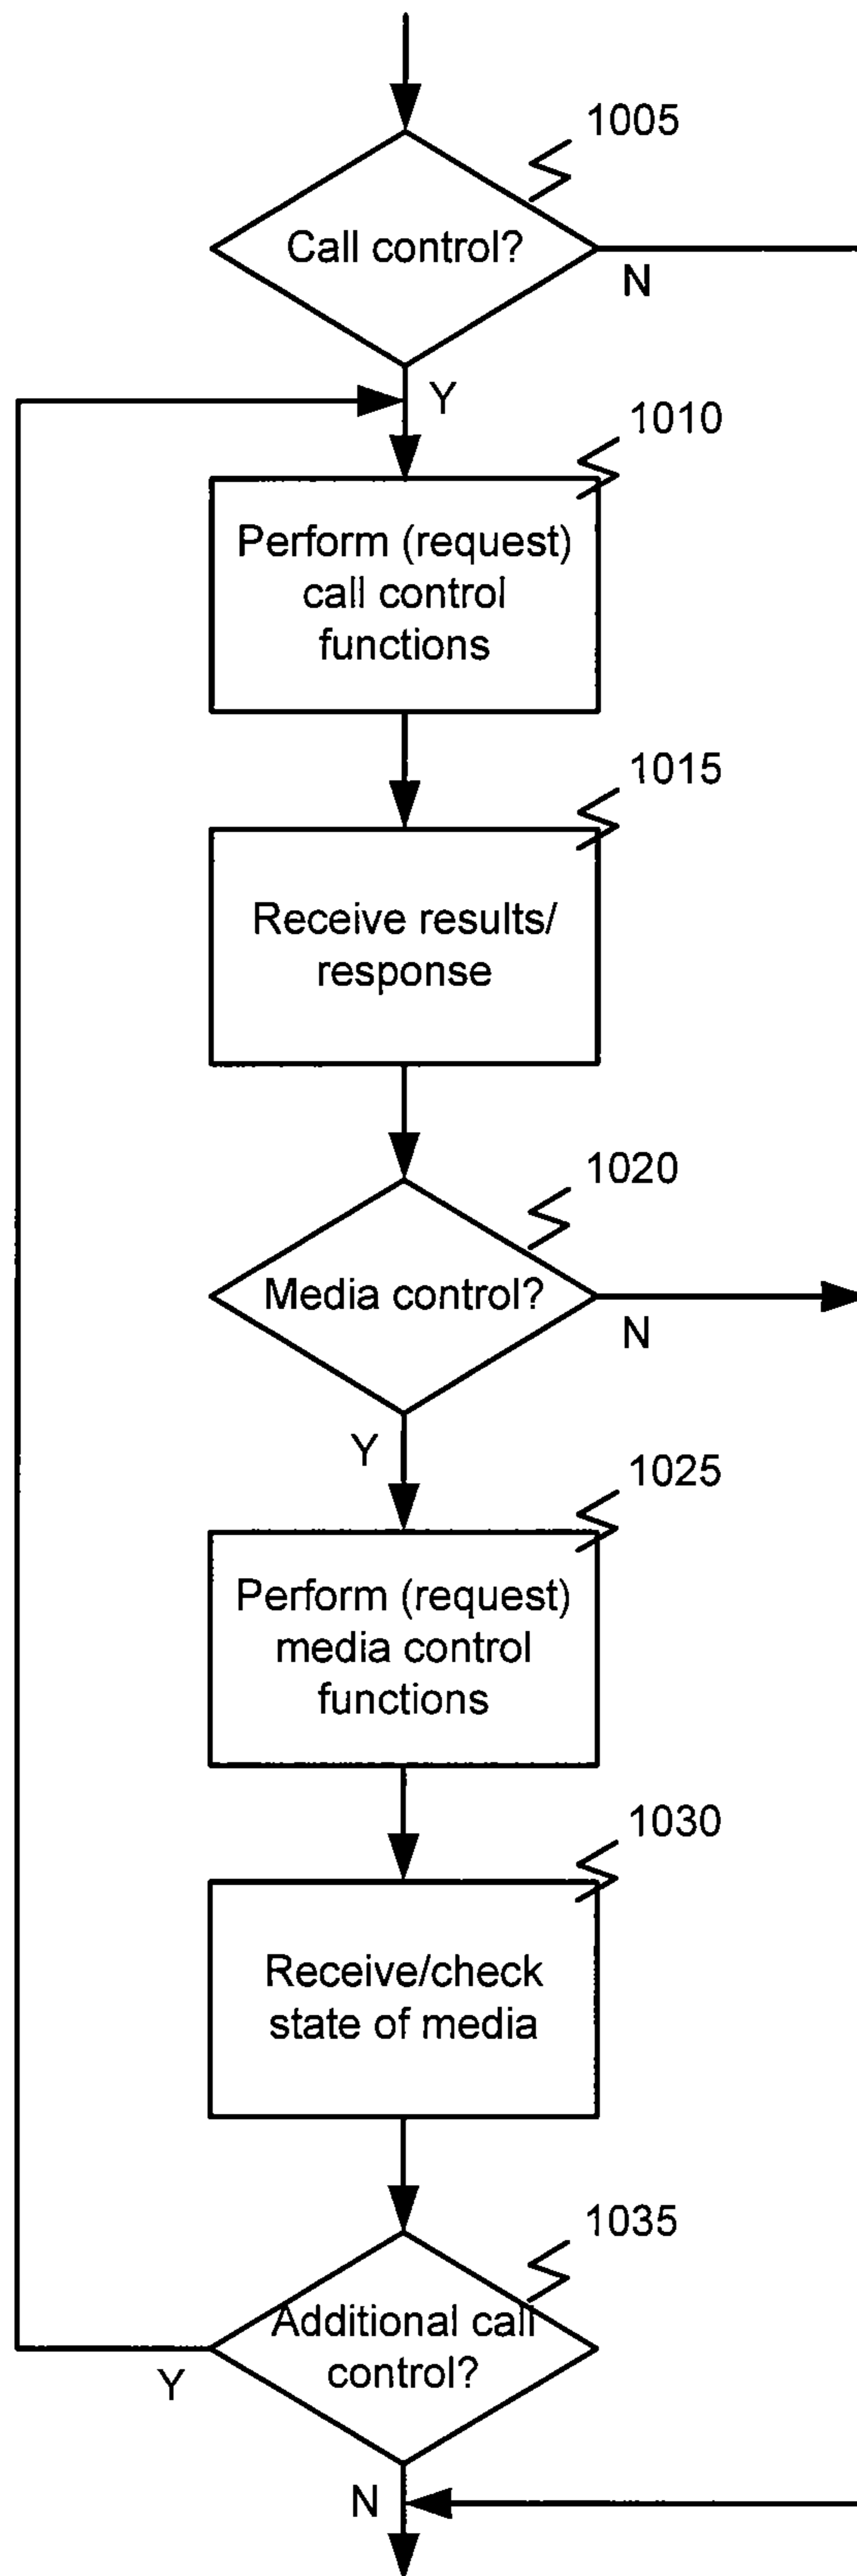 1005
Call control?
N
Y
1010
Perform (request)
call control
functions
1015
Receive results/
response
1020
Media control?
N
Y
1025
Perform (request)
media control
functions
1030
Receive/check
state of media
1035
Additional call
control?
Y
N